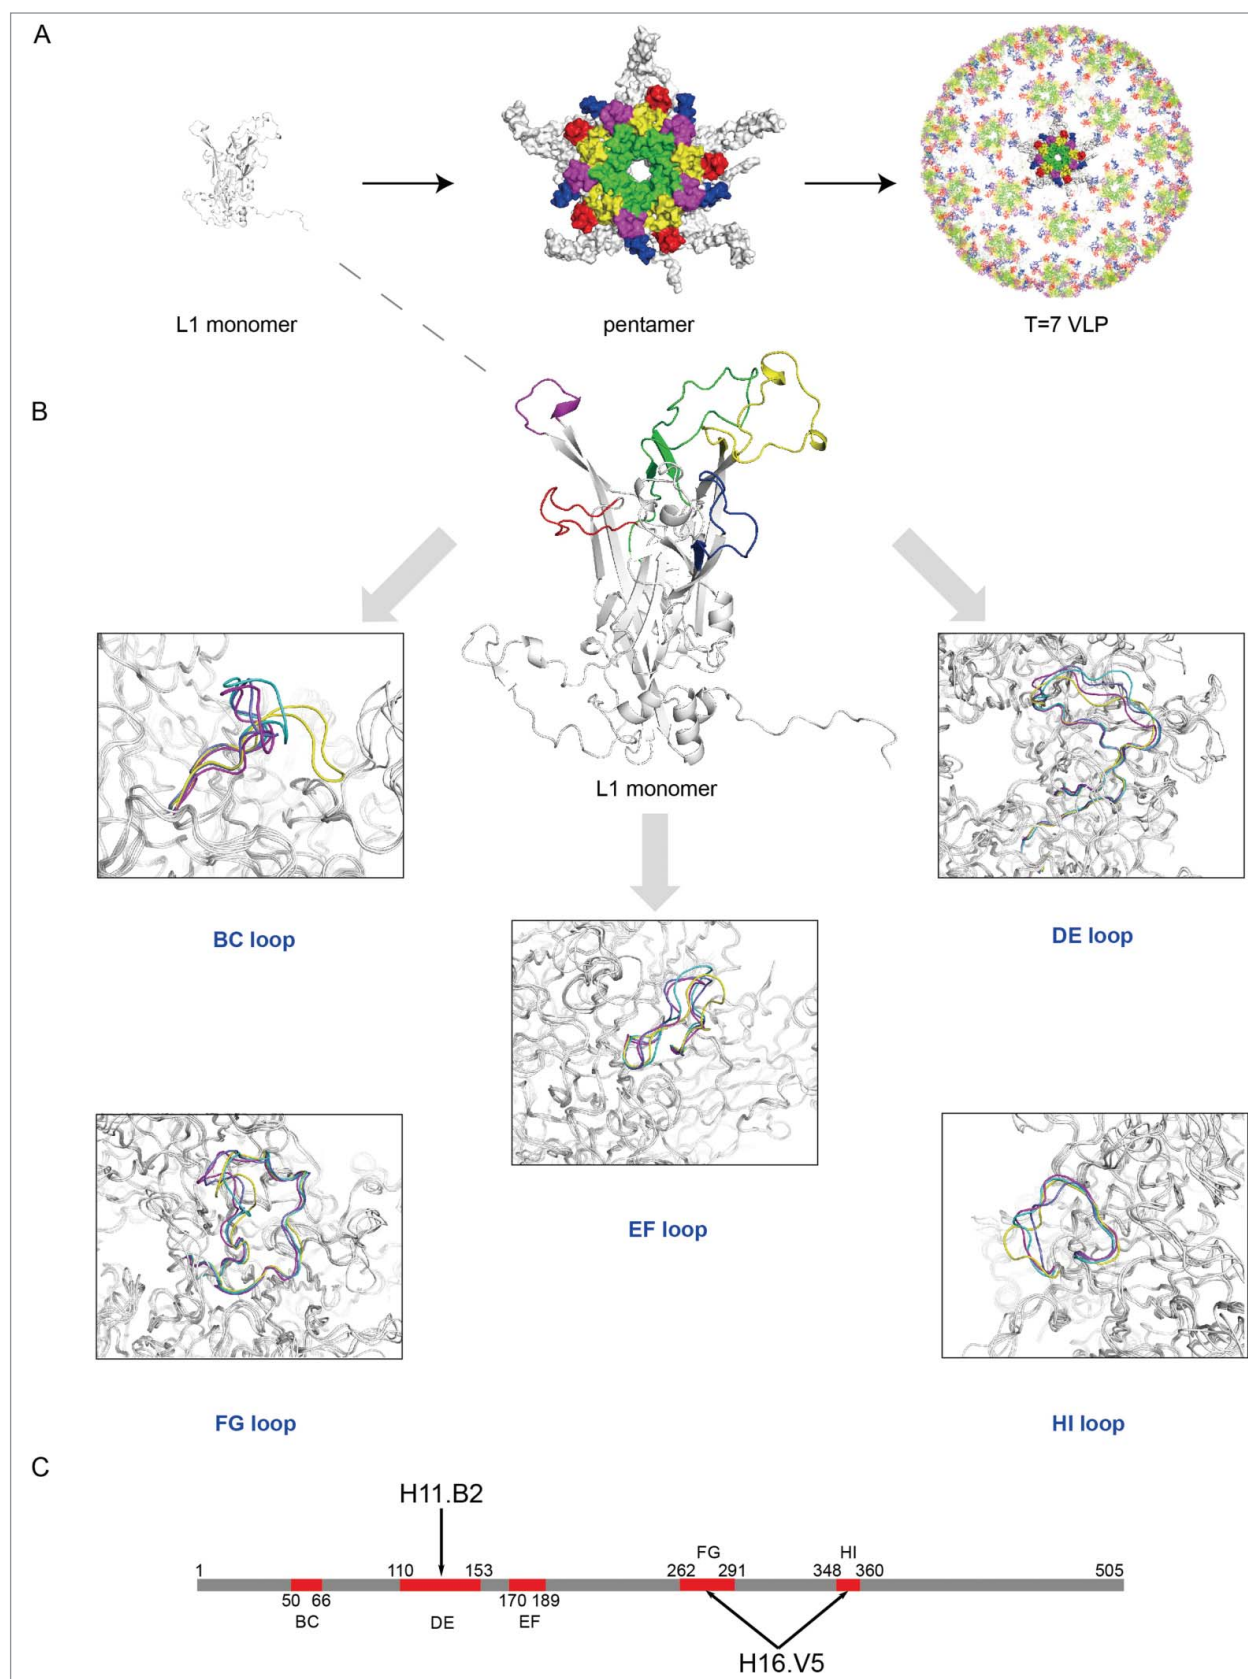 A
L1 monomer
pentamer
T=7 VLP
B
L1 monomer
BC loop
DE loop
EF loop
FG loop
HI loop
C
H11.B2
FG
HI
1
110
153
262
291
348
360
505
50
66
170
189
BC
DE
EF
H16.V5